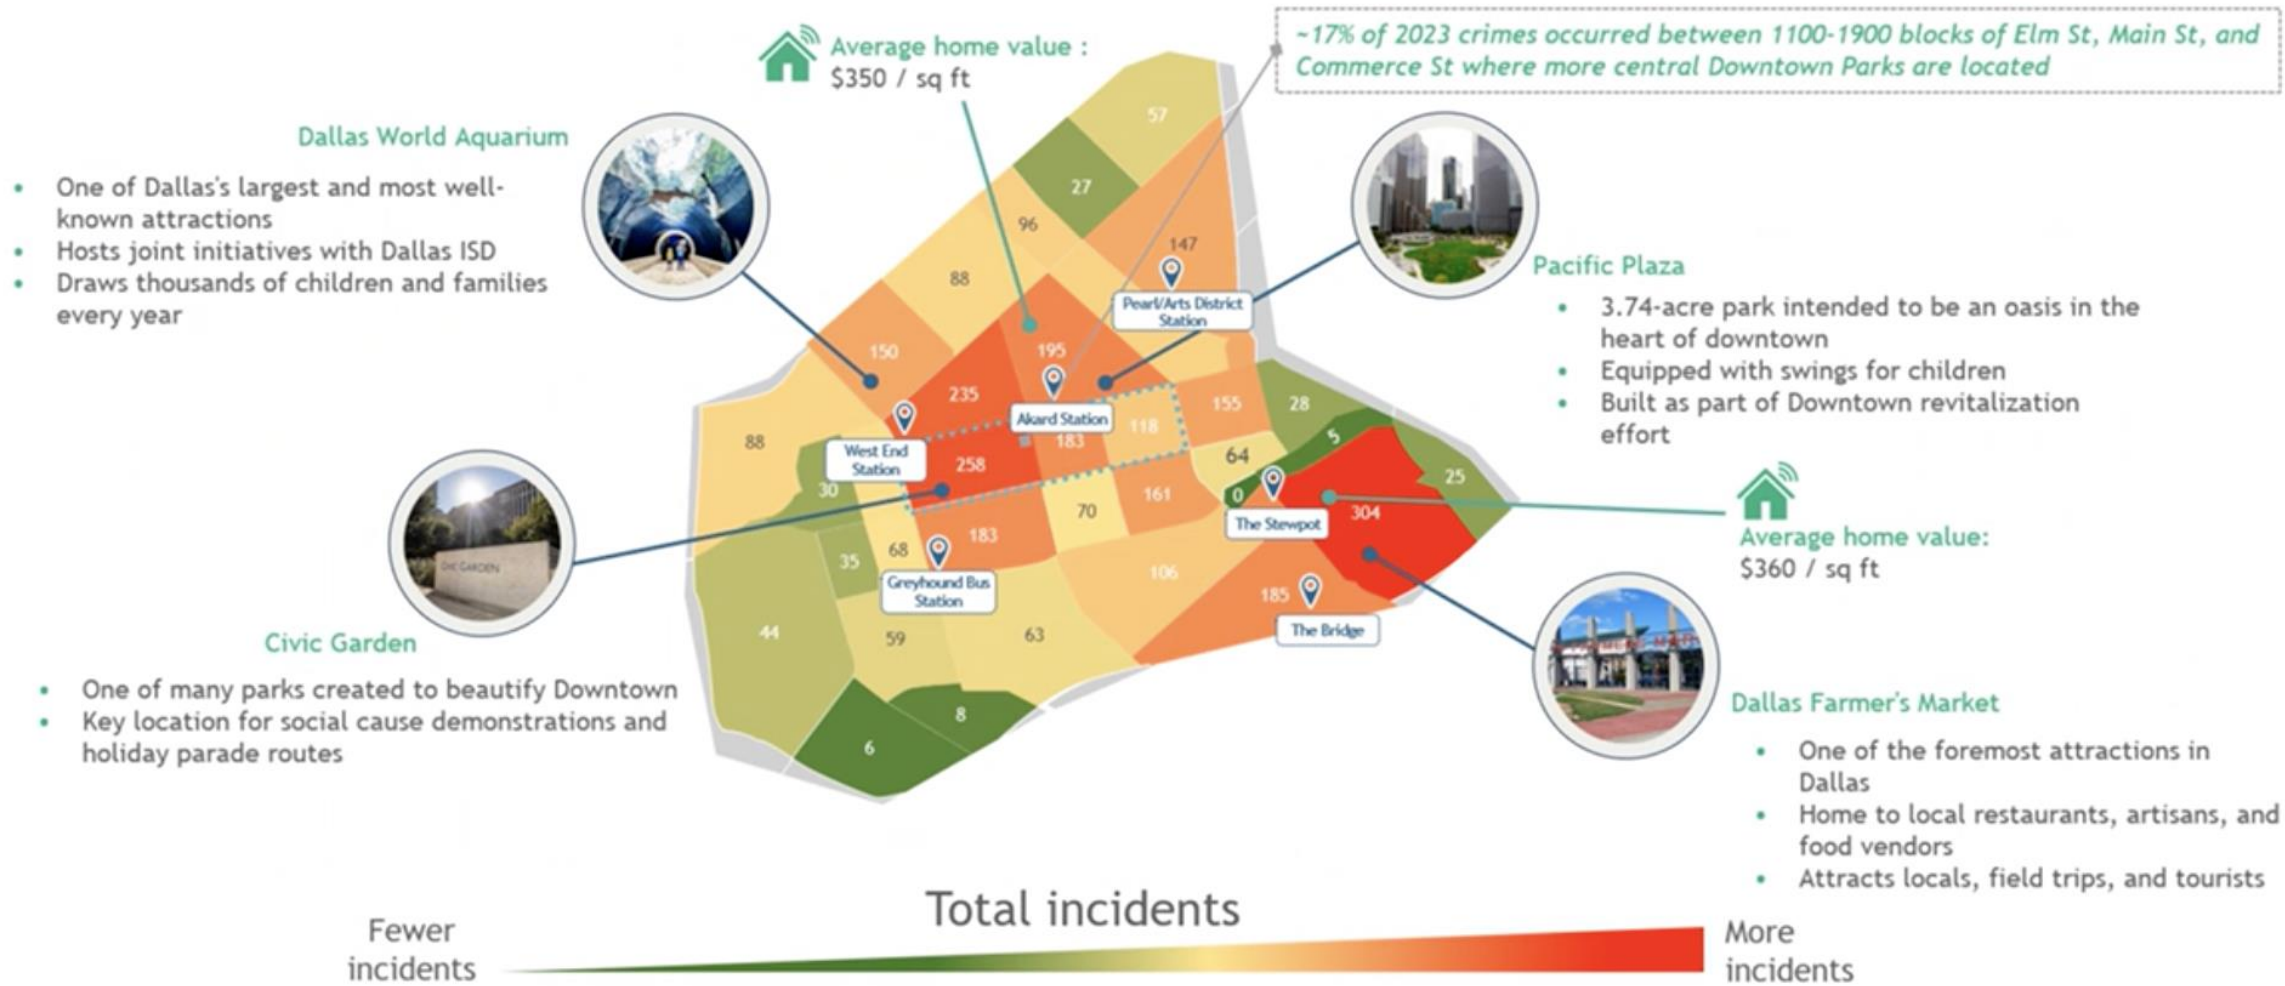 Average home value :
$350 / sq ft
~17% of 2023 crimes occurred between 1100-1900 blocks of Elm St, Main St, and
Commerce St where more central Downtown Parks are located
Dallas World Aquarium
• One of Dallas's largest and most well-
known attractions
• Hosts joint initiatives with Dallas ISD
• Draws thousands of children and families
every year
Pacific Plaza
• 3.74-acre park intended to be an oasis in the
heart of downtown
• Equipped with swings for children
• Built as part of Downtown revitalization
effort
57
27
96
147
88
Pearl/Arts District
Station
150
195
235
Akard Station
155
28
118
183
5
88
West End
Station
258
64
25
30
0
161
70
The Stewpot
304
183
68
35
Greyhound Bus
Station
106
185
The Bridge
44
59
63
8
6
Average home value:
$360 / sq ft
CIVIC GARDEN
Civic Garden
• One of many parks created to beautify Downtown
• Key location for social cause demonstrations and
holiday parade routes
Dallas Farmer's Market
• One of the foremost attractions in
Dallas
• Home to local restaurants, artisans, and
food vendors
• Attracts locals, field trips, and tourists
Total incidents
Fewer
incidents
More
incidents